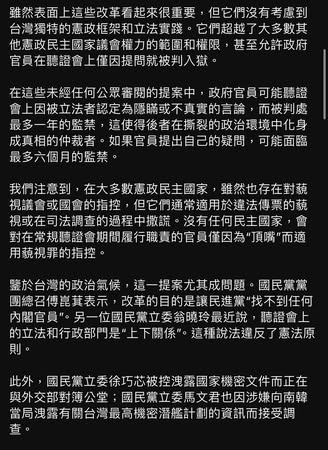 雖然表面上這些改革看起來很重要，但它們沒有考慮到
台灣獨特的憲政框架和立法實踐。它們超越了大多數其
他憲政民主國家議會權力的範圍和權限，甚至允許政府
官員在聽證會上僅因提問就被判入獄。
在這些未經任何公眾審閱的提案中，政府官員可能聽證
會上因被立法者認定為隱瞞或不真實的言論，而被判處
最多一年的監禁，這使得後者在撕裂的政治環境中化身
成真相的仲裁者。如果官員提出自己的疑問，可能面臨
最多六個月的監禁。
我們注意到，在大多數憲政民主國家，雖然也存在對藐
視議會或國會的指控，但它們通常適用於違法傳票的藐
視或在司法調查的過程中撒謊。沒有任何民主國家，會
對在常規聽證會期間履行職責的官員僅因為“頂嘴”而適
用藐視罪的指控。
鑒於台灣的政治氣候，這一提案尤其成問題。國民黨黨
團總召傅崑萁表示，改革的目的是讓民進黨“找不到任何
內閣官員”。另一位國民黨立委翁曉玲最近說，聽證會上
的立法和行政部門是“上下關係”。這種說法違反了憲法原
則。
此外，國民黨立委徐巧芯被控洩露國家機密文件而正在
與外交部對簿公堂；國民黨立委馬文君也因涉嫌向南韓
當局洩露有關台灣最高機密潛艦計劃的資訊而接受調
查。